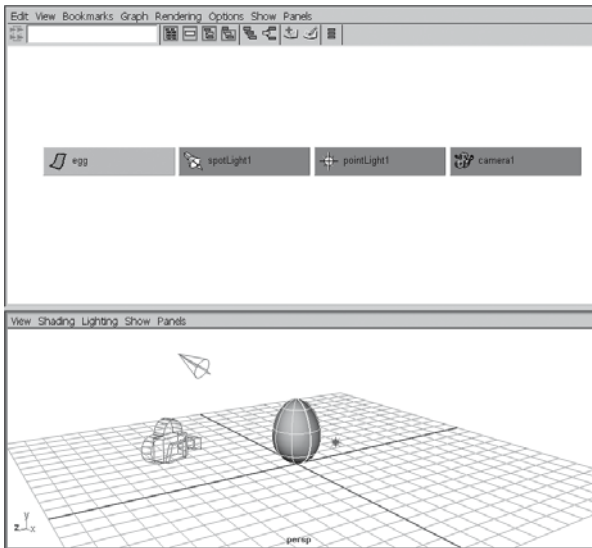 Edit View Bookmarks Graph Rendering Options Show Panels
egg spotLight1 pointLight1 camera1
View Shading Lighting Show Panels
y
z x
persp